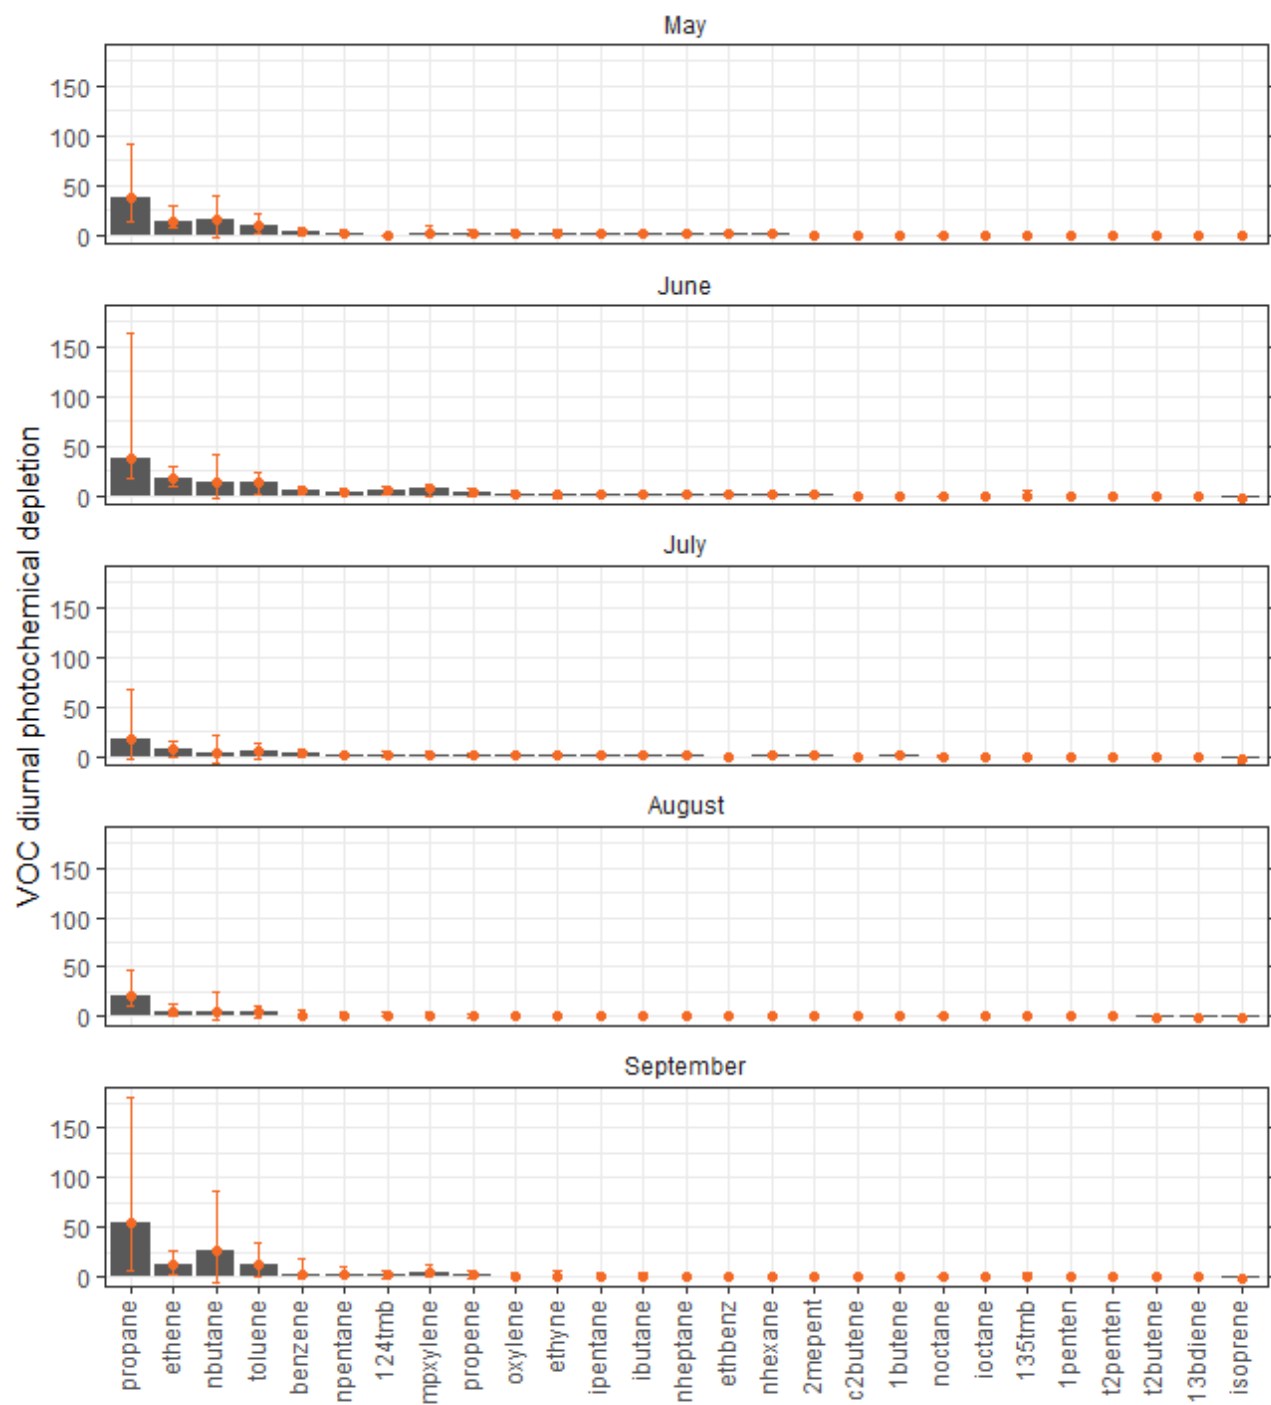 May
150
100
50
0
June
150
100
50
0
July
150
100
50
0
August
150
100
50
0
September
150
100
50
0
VOC diurnal photochemical depletion
propane
ethene
nbutane
toluene
benzene
npentane
124tmb
mpxylene
propene
oxylene
ethyne
ipentane
ibutane
nheptane
ethbenz
nhexane
2mepent
c2butene
1butene
noctane
ioctane
135tmb
1penten
t2penten
t2butene
13bdiene
isoprene